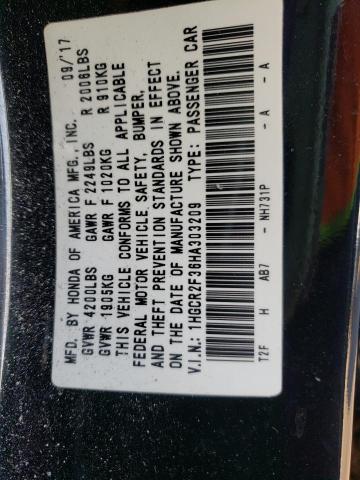 MFD. BY HONDA OF AMERICA MFG., INC. 09/17
GVWR 4200LBS GAWR F 2249LBS R 2006LBS
GVWR 1905KG GAWR F 1020KG R 910KG
THIS VEHICLE CONFORMS TO ALL APPLICABLE
FEDERAL MOTOR VEHICLE SAFETY, BUMPER,
AND THEFT PREVENTION STANDARDS IN EFFECT
ON THE DATE OF MANUFACTURE SHOWN ABOVE.
V.I.N.: 1HGCR2F36HA303209 TYPE: PASSENGER CAR
T2F H AB7 - NH731P - A - A